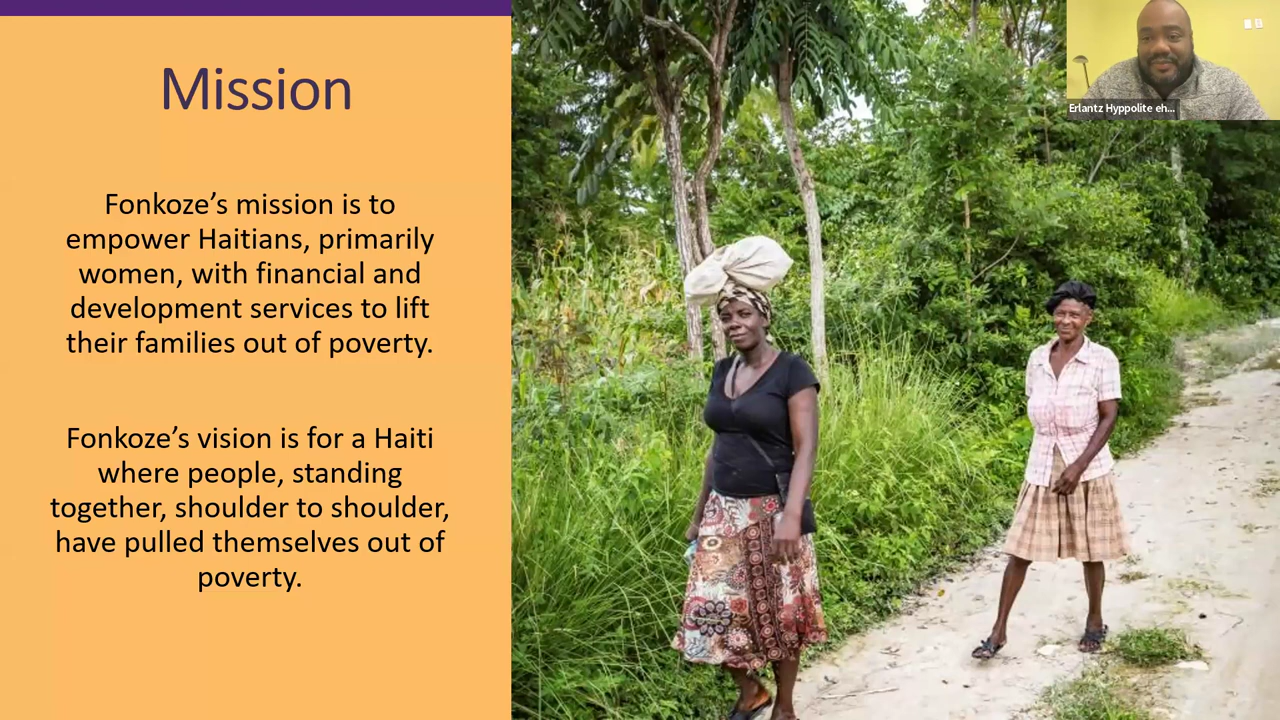 Mission
Fonkoze’s mission is to
empower Haitians, primarily
women, with financial and
development services to lift
their families out of poverty.
Fonkoze’s vision is for a Haiti
where people, standing
together, shoulder to shoulder,
have pulled themselves out of
poverty.
Erlantz Hyppolite eh...